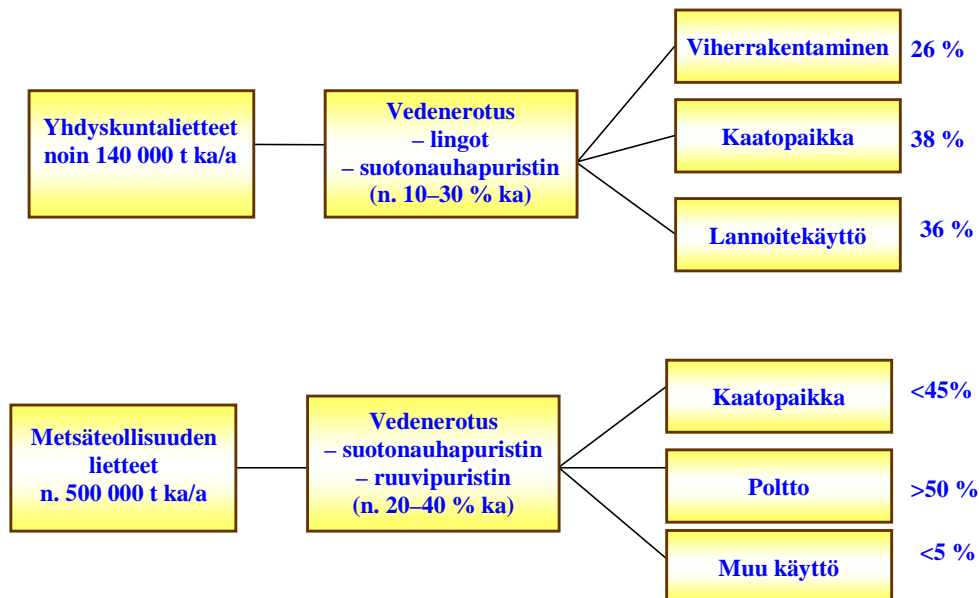 Yhdyskuntalietteet
noin 140 000 t ka/a
Vedenerotus
– lingot
– suotonauhapuristin
(n. 10–30 % ka)
Viherrakentaminen
26 %
Kaatopaikka
38 %
Lannoitekäyttö
36 %
Metsäteollisuuden
lietteet
n. 500 000 t ka/a
Vedenerotus
– suotonauhapuristin
– ruuvipuristin
(n. 20–40 % ka)
Kaatopaikka
<45%
Poltto
>50 %
Muu käyttö
<5 %